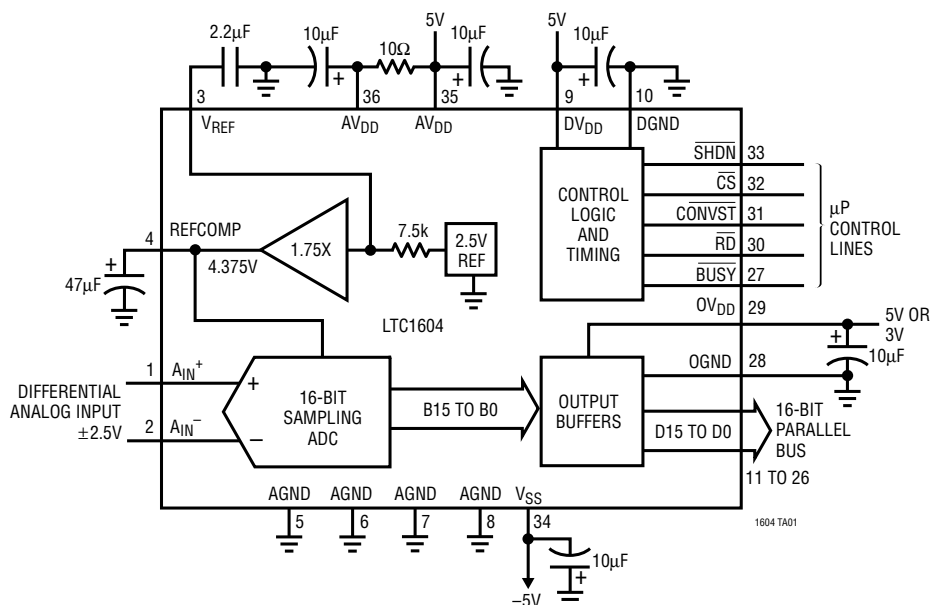 2.2µF
10µF
+
10Ω
5V
10µF
+
5V
10µF
+
3
36
35
9
10
VREF
AVDD
AVDD
DVDD
DGND
SHDN
33
CS
32
CONVST
31
RD
30
BUSY
27
µP
CONTROL
LINES
CONTROL
LOGIC
AND
TIMING
4
REFCOMP
4.375V
1.75X
7.5k
2.5V
REF
+
47µF
LTC1604
OVDD
29
5V OR
3V
+
10µF
OGND
28
DIFFERENTIAL
ANALOG INPUT
±2.5V
1
AIN+
2
AIN−
+
−
16-BIT
SAMPLING
ADC
B15 TO B0
OUTPUT
BUFFERS
D15 TO D0
16-BIT
PARALLEL
BUS
11 TO 26
AGND
AGND
AGND
AGND
VSS
5
6
7
8
34
1604 TA01
10µF
+
−5V